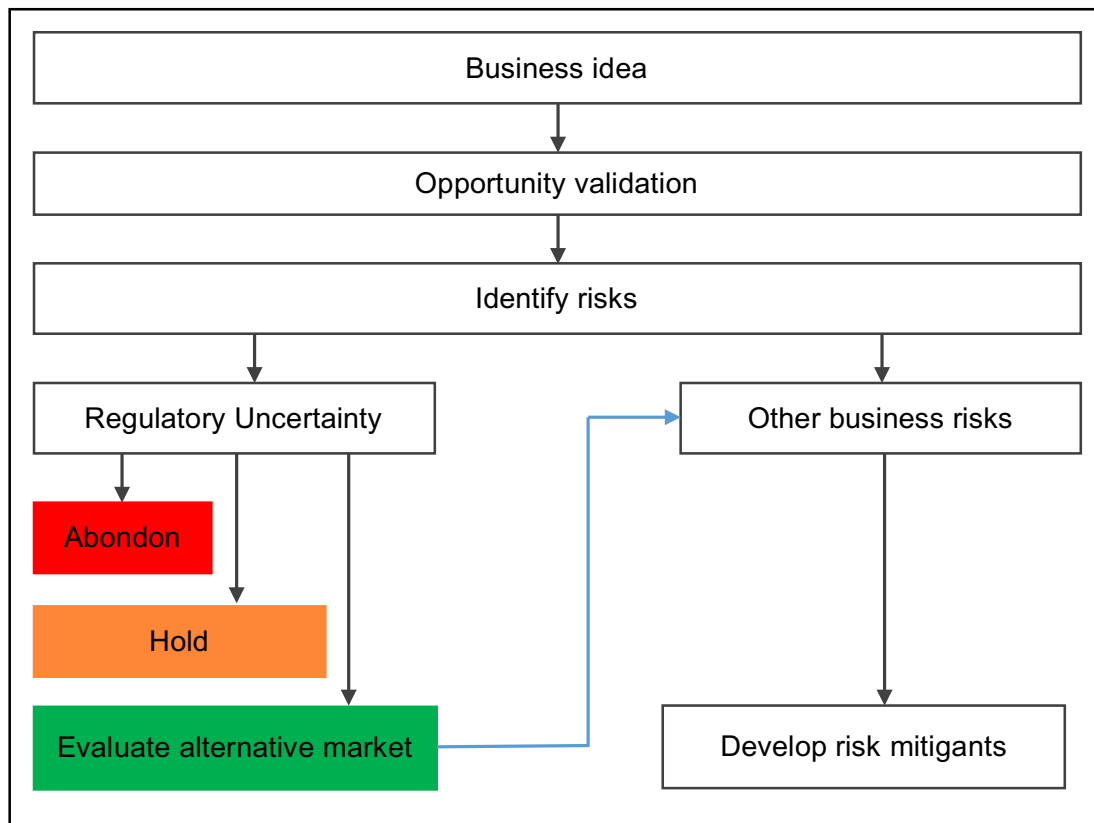 Business idea
Opportunity validation
Identify risks
Regulatory Uncertainty
Other business risks
Abondon
Hold
Evaluate alternative market
Develop risk mitigants